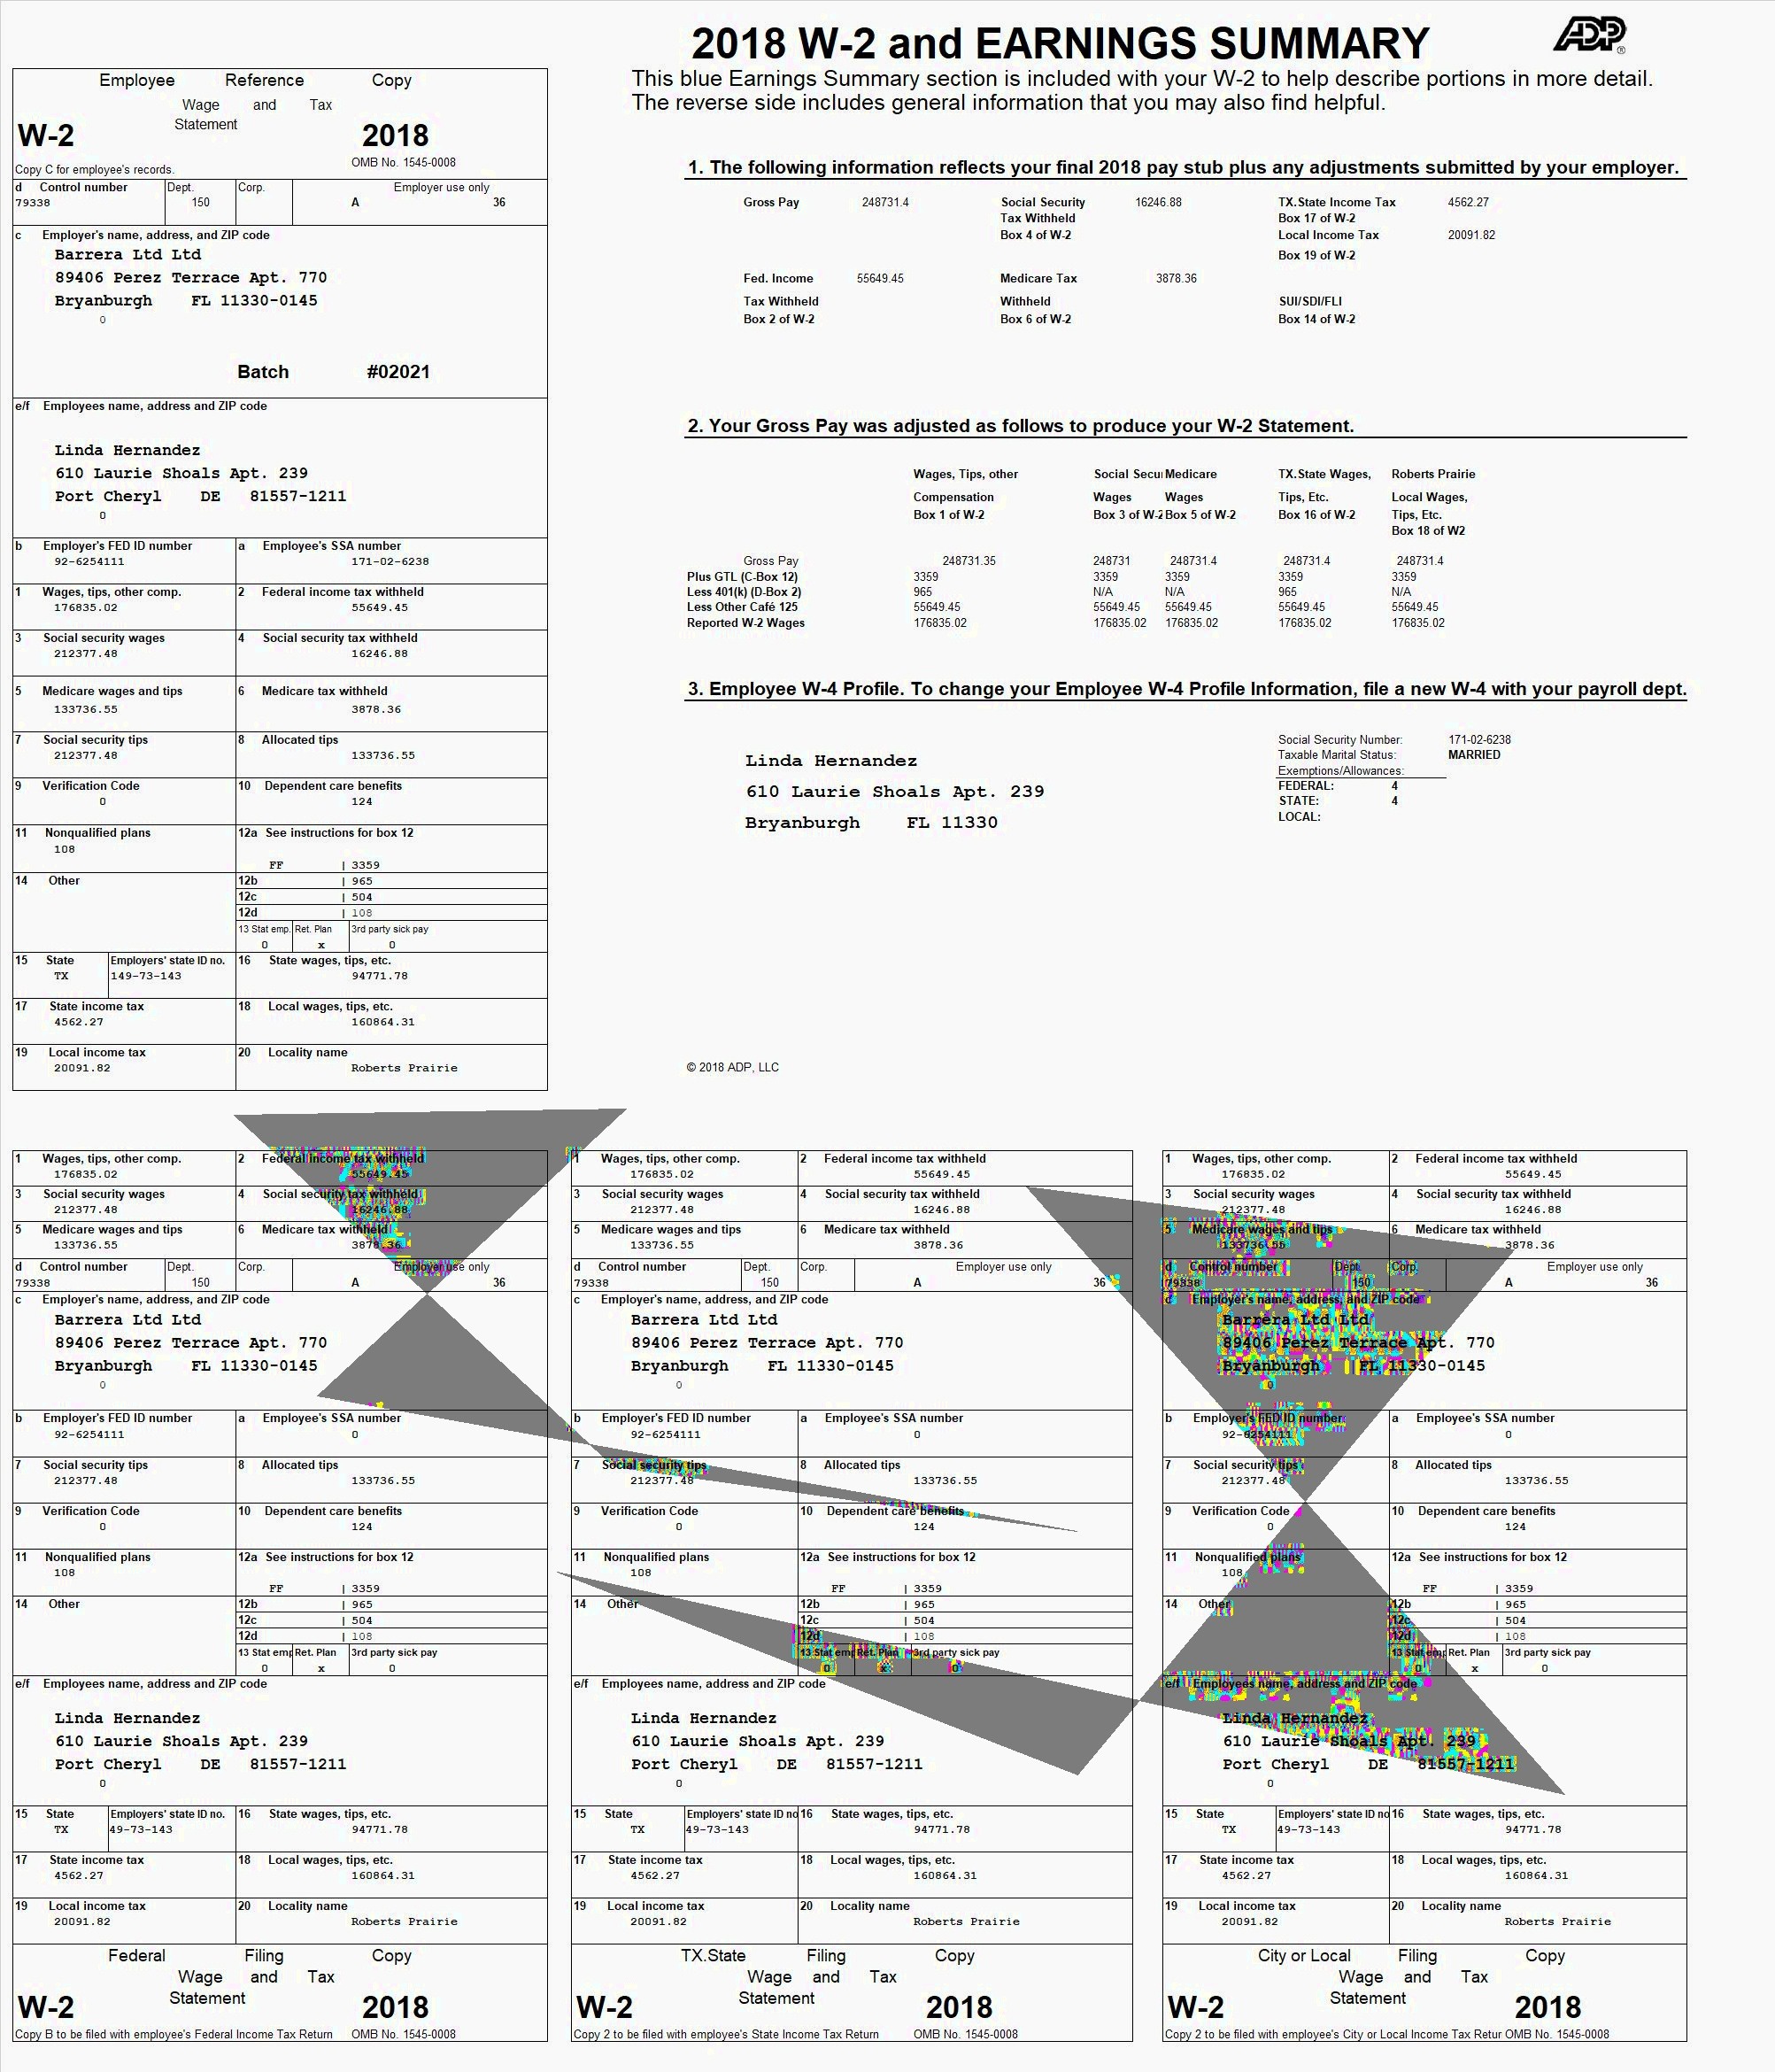 2018 W-2 and EARNINGS SUMMARY
ADP®
This blue Earnings Summary section is included with your W-2 to help describe portions in more detail.
The reverse side includes general information that you may also find helpful.
Employee Reference Copy
Wage and Tax
Statement
W-2 2018
Copy C for employee's records. OMB No. 1545-0008
d Control number Dept. Corp. Employer use only
79338 150 A 36
c Employer's name, address, and ZIP code
Barrera Ltd Ltd
89406 Perez Terrace Apt. 770
Bryanburgh FL 11330-0145
0
Batch #02021
e/f Employees name, address and ZIP code
Linda Hernandez
610 Laurie Shoals Apt. 239
Port Cheryl DE 81557-1211
0
b Employer's FED ID number a Employee's SSA number
92-6254111 171-02-6238
1 Wages, tips, other comp. 2 Federal income tax withheld
176835.02 55649.45
3 Social security wages 4 Social security tax withheld
212377.48 16246.88
5 Medicare wages and tips 6 Medicare tax withheld
133736.55 3878.36
7 Social security tips 8 Allocated tips
212377.48 133736.55
9 Verification Code 10 Dependent care benefits
0 124
11 Nonqualified plans 12a See instructions for box 12
108
FF | 3359
14 Other 12b | 965
12c | 504
12d | 108
13 Stat emp. Ret. Plan 3rd party sick pay
0 x 0
15 State Employers' state ID no. 16 State wages, tips, etc.
TX 149-73-143 94771.78
17 State income tax 18 Local wages, tips, etc.
4562.27 160864.31
19 Local income tax 20 Locality name
20091.82 Roberts Prairie
1. The following information reflects your final 2018 pay stub plus any adjustments submitted by your employer.
Gross Pay 248731.4 Social Security 16246.88 TX.State Income Tax 4562.27
Tax Withheld Box 17 of W-2
Box 4 of W-2 Local Income Tax 20091.82
Box 19 of W-2
Fed. Income 55649.45 Medicare Tax 3878.36
Tax Withheld Withheld SUI/SDI/FLI
Box 2 of W-2 Box 6 of W-2 Box 14 of W-2
2. Your Gross Pay was adjusted as follows to produce your W-2 Statement.
Wages, Tips, other Social Secu Medicare TX.State Wages, Roberts Prairie
Compensation Wages Wages Tips, Etc. Local Wages,
Box 1 of W-2 Box 3 of W-2 Box 5 of W-2 Box 16 of W-2 Tips, Etc.
Box 18 of W2
Gross Pay 248731.35 248731 248731.4 248731.4 248731.4
Plus GTL (C-Box 12) 3359 3359 3359 3359 3359
Less 401(k) (D-Box 2) 965 N/A N/A 965 N/A
Less Other Café 125 55649.45 55649.45 55649.45 55649.45 55649.45
Reported W-2 Wages 176835.02 176835.02 176835.02 176835.02 176835.02
3. Employee W-4 Profile. To change your Employee W-4 Profile Information, file a new W-4 with your payroll dept.
Linda Hernandez
610 Laurie Shoals Apt. 239
Bryanburgh FL 11330
Social Security Number: 171-02-6238
Taxable Marital Status: MARRIED
Exemptions/Allowances:
FEDERAL: 4
STATE: 4
LOCAL:
© 2018 ADP, LLC
1 Wages, tips, other comp. 2 Federal income tax withheld
176835.02 55649.45
3 Social security wages 4 Social security tax withheld
212377.48 16246.88
5 Medicare wages and tips 6 Medicare tax withheld
133736.55 3878.36
d Control number Dept. Corp. Employer use only
79338 150 A 36
c Employer's name, address, and ZIP code
Barrera Ltd Ltd
89406 Perez Terrace Apt. 770
Bryanburgh FL 11330-0145
0
b Employer's FED ID number a Employee's SSA number
92-6254111 0
7 Social security tips 8 Allocated tips
212377.48 133736.55
9 Verification Code 10 Dependent care benefits
0 124
11 Nonqualified plans 12a See instructions for box 12
108
FF | 3359
14 Other 12b | 965
12c | 504
12d | 108
13 Stat emp Ret. Plan 3rd party sick pay
0 x 0
e/f Employees name, address and ZIP code
Linda Hernandez
610 Laurie Shoals Apt. 239
Port Cheryl DE 81557-1211
0
15 State Employers' state ID no. 16 State wages, tips, etc.
TX 49-73-143 94771.78
17 State income tax 18 Local wages, tips, etc.
4562.27 160864.31
19 Local income tax 20 Locality name
20091.82 Roberts Prairie
Federal Filing Copy
Wage and Tax
Statement
W-2 2018
Copy B to be filed with employee's Federal Income Tax Return OMB No. 1545-0008
1 Wages, tips, other comp. 2 Federal income tax withheld
176835.02 55649.45
3 Social security wages 4 Social security tax withheld
212377.48 16246.88
5 Medicare wages and tips 6 Medicare tax withheld
133736.55 3878.36
d Control number Dept. Corp. Employer use only
79338 150 A 36
c Employer's name, address, and ZIP code
Barrera Ltd Ltd
89406 Perez Terrace Apt. 770
Bryanburgh FL 11330-0145
0
b Employer's FED ID number a Employee's SSA number
92-6254111 0
7 Social security tips 8 Allocated tips
212377.48 133736.55
9 Verification Code 10 Dependent care benefits
0 124
11 Nonqualified plans 12a See instructions for box 12
108
FF | 3359
14 Other 12b | 965
12c | 504
12d | 108
13 Stat emp Ret. Plan 3rd party sick pay
0 x 0
e/f Employees name, address and ZIP code
Linda Hernandez
610 Laurie Shoals Apt. 239
Port Cheryl DE 81557-1211
0
15 State Employers' state ID no 16 State wages, tips, etc.
TX 49-73-143 94771.78
17 State income tax 18 Local wages, tips, etc.
4562.27 160864.31
19 Local income tax 20 Locality name
20091.82 Roberts Prairie
TX.State Filing Copy
Wage and Tax
Statement
W-2 2018
Copy 2 to be filed with employee's State Income Tax Return OMB No. 1545-0008
1 Wages, tips, other comp. 2 Federal income tax withheld
176835.02 55649.45
3 Social security wages 4 Social security tax withheld
212377.48 16246.88
5 Medicare wages and tips 6 Medicare tax withheld
133736.55 3878.36
d Control number Dept. Corp. Employer use only
79338 150 A 36
c Employer's name, address, and ZIP code
Barrera Ltd Ltd
89406 Perez Terrace Apt. 770
Bryanburgh FL 11330-0145
0
b Employer's FED ID number a Employee's SSA number
92-6254111 0
7 Social security tips 8 Allocated tips
212377.48 133736.55
9 Verification Code 10 Dependent care benefits
0 124
11 Nonqualified plans 12a See instructions for box 12
108
FF | 3359
14 Other 12b | 965
12c | 504
12d | 108
13 Stat emp Ret. Plan 3rd party sick pay
0 x 0
e/f Employees name, address and ZIP code
Linda Hernandez
610 Laurie Shoals Apt. 239
Port Cheryl DE 81557-1211
0
15 State Employers' state ID no 16 State wages, tips, etc.
TX 49-73-143 94771.78
17 State income tax 18 Local wages, tips, etc.
4562.27 160864.31
19 Local income tax 20 Locality name
20091.82 Roberts Prairie
City or Local Filing Copy
Wage and Tax
Statement
W-2 2018
Copy 2 to be filed with employee's City or Local Income Tax Retur OMB No. 1545-0008